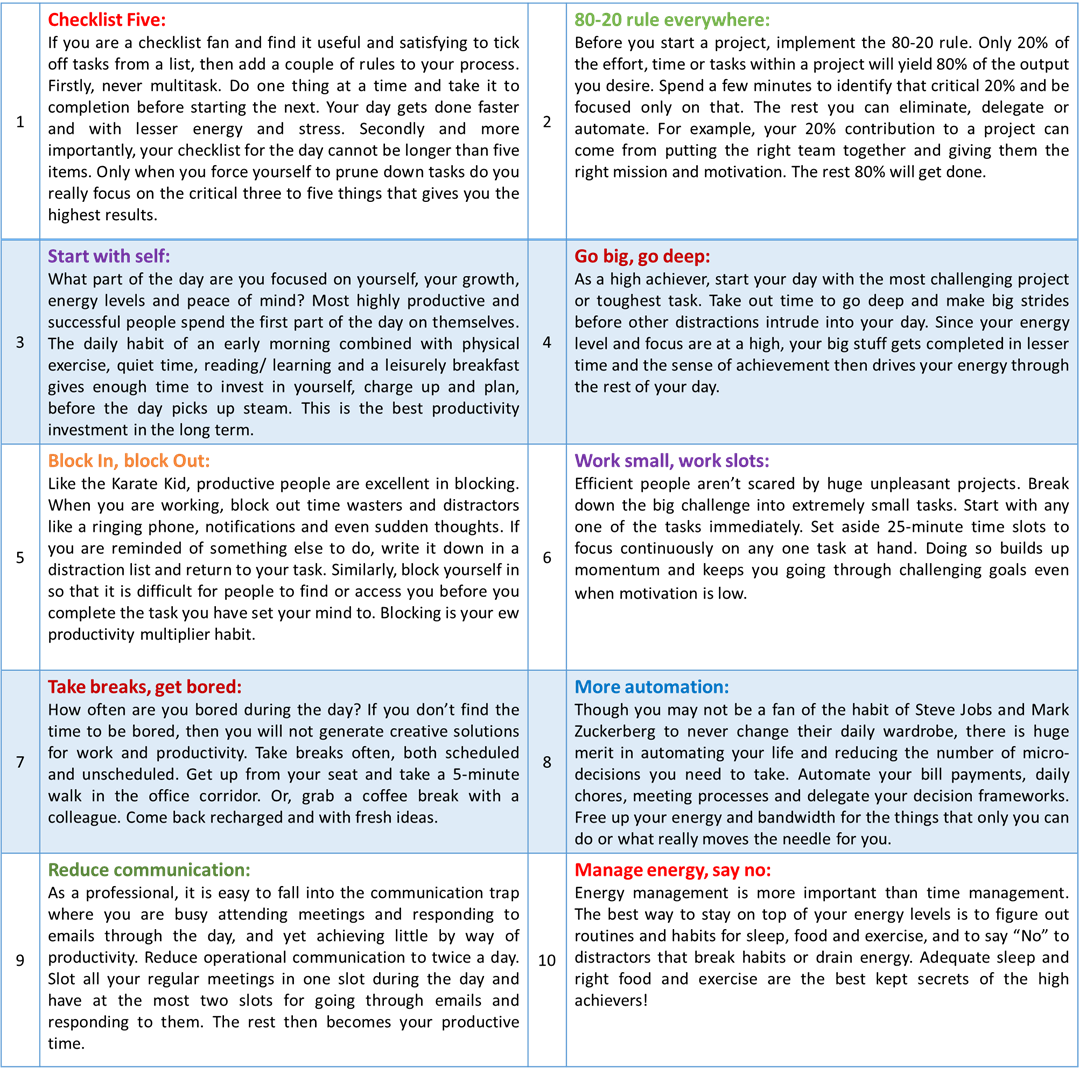 1
Checklist Five:
If you are a checklist fan and find it useful and satisfying to tick
off tasks from a list, then add a couple of rules to your process.
Firstly, never multitask. Do one thing at a time and take it to
completion before starting the next. Your day gets done faster
and with lesser energy and stress. Secondly and more
importantly, your checklist for the day cannot be longer than five
items. Only when you force yourself to prune down tasks do you
really focus on the critical three to five things that gives you the
highest results.
2
80-20 rule everywhere:
Before you start a project, implement the 80-20 rule. Only 20% of
the effort, time or tasks within a project will yield 80% of the output
you desire. Spend a few minutes to identify that critical 20% and be
focused only on that. The rest you can eliminate, delegate or
automate. For example, your 20% contribution to a project can
come from putting the right team together and giving them the
right mission and motivation. The rest 80% will get done.
3
Start with self:
What part of the day are you focused on yourself, your growth,
energy levels and peace of mind? Most highly productive and
successful people spend the first part of the day on themselves.
The daily habit of an early morning combined with physical
exercise, quiet time, reading/ learning and a leisurely breakfast
gives enough time to invest in yourself, charge up and plan,
before the day picks up steam. This is the best productivity
investment in the long term.
4
Go big, go deep:
As a high achiever, start your day with the most challenging project
or toughest task. Take out time to go deep and make big strides
before other distractions intrude into your day. Since your energy
level and focus are at a high, your big stuff gets completed in lesser
time and the sense of achievement then drives your energy through
the rest of your day.
5
Block In, block Out:
Like the Karate Kid, productive people are excellent in blocking.
When you are working, block out time wasters and distractors
like a ringing phone, notifications and even sudden thoughts. If
you are reminded of something else to do, write it down in a
distraction list and return to your task. Similarly, block yourself in
so that it is difficult for people to find or access you before you
complete the task you have set your mind to. Blocking is your ew
productivity multiplier habit.
6
Work small, work slots:
Efficient people aren’t scared by huge unpleasant projects. Break
down the big challenge into extremely small tasks. Start with any
one of the tasks immediately. Set aside 25-minute time slots to
focus continuously on any one task at hand. Doing so builds up
momentum and keeps you going through challenging goals even
when motivation is low.
7
Take breaks, get bored:
How often are you bored during the day? If you don’t find the
time to be bored, then you will not generate creative solutions
for work and productivity. Take breaks often, both scheduled
and unscheduled. Get up from your seat and take a 5-minute
walk in the office corridor. Or, grab a coffee break with a
colleague. Come back recharged and with fresh ideas.
8
More automation:
Though you may not be a fan of the habit of Steve Jobs and Mark
Zuckerberg to never change their daily wardrobe, there is huge
merit in automating your life and reducing the number of micro-
decisions you need to take. Automate your bill payments, daily
chores, meeting processes and delegate your decision frameworks.
Free up your energy and bandwidth for the things that only you can
do or what really moves the needle for you.
9
Reduce communication:
As a professional, it is easy to fall into the communication trap
where you are busy attending meetings and responding to
emails through the day, and yet achieving little by way of
productivity. Reduce operational communication to twice a day.
Slot all your regular meetings in one slot during the day and
have at the most two slots for going through emails and
responding to them. The rest then becomes your productive
time.
10
Manage energy, say no:
Energy management is more important than time management.
The best way to stay on top of your energy levels is to figure out
routines and habits for sleep, food and exercise, and to say “No” to
distractors that break habits or drain energy. Adequate sleep and
right food and exercise are the best kept secrets of the high
achievers!